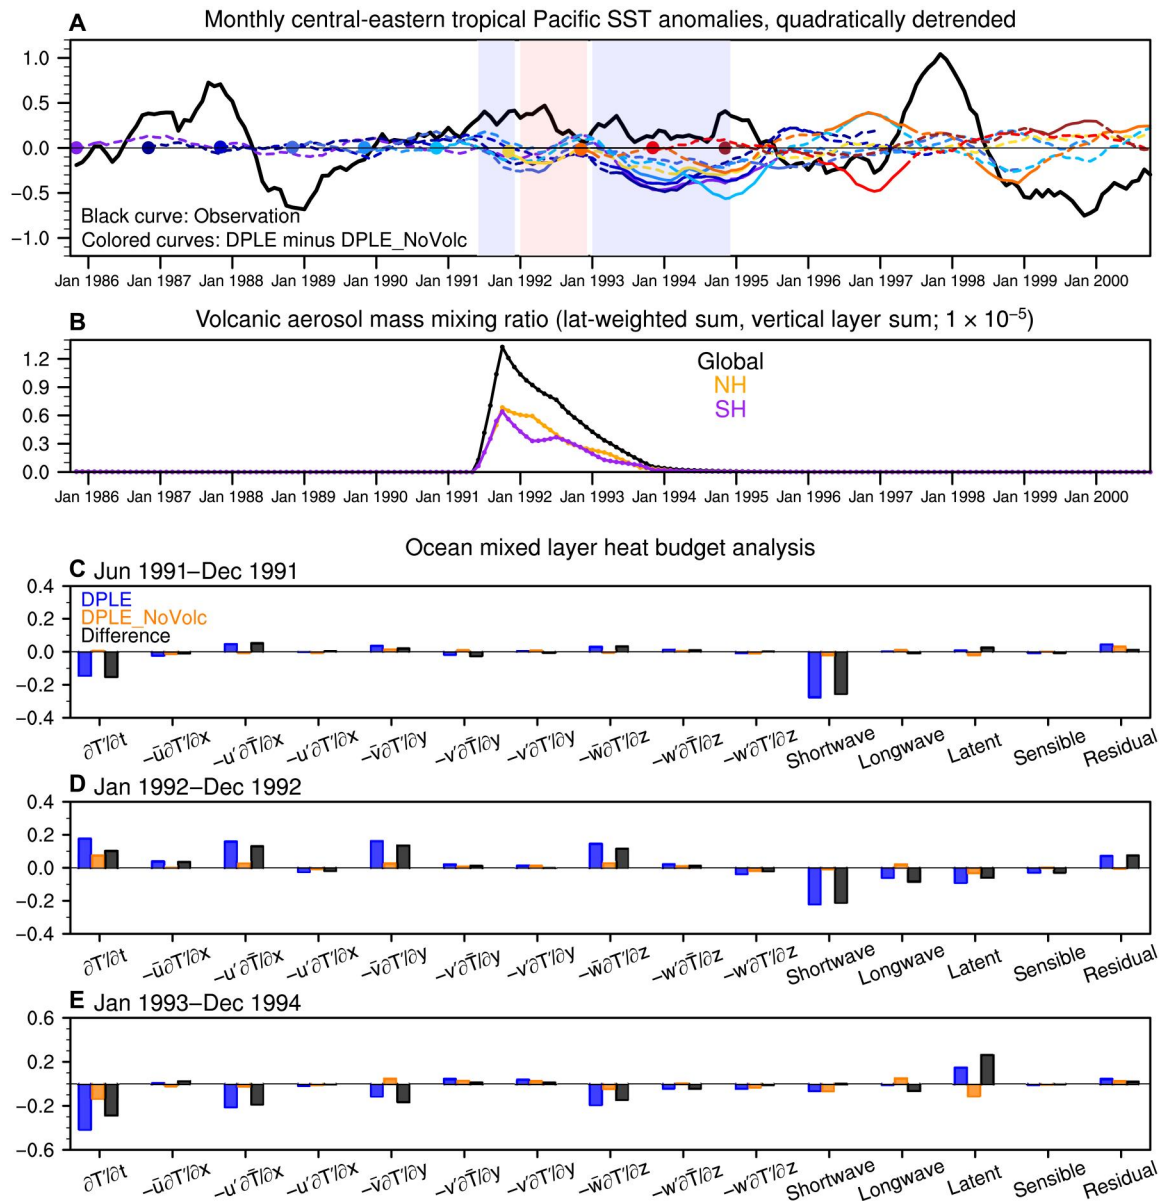 A Monthly central-eastern tropical Pacific SST anomalies, quadratically detrended
1.0
0.5
0.0
−0.5
−1.0
Black curve: Observation
Colored curves: DPLE minus DPLE_NoVolc
Jan 1986 Jan 1987 Jan 1988 Jan 1989 Jan 1990 Jan 1991 Jan 1992 Jan 1993 Jan 1994 Jan 1995 Jan 1996 Jan 1997 Jan 1998 Jan 1999 Jan 2000
B Volcanic aerosol mass mixing ratio (lat-weighted sum, vertical layer sum; 1 × 10⁻⁵)
1.2
0.9
0.6
0.3
0.0
Global
NH
SH
Jan 1986 Jan 1987 Jan 1988 Jan 1989 Jan 1990 Jan 1991 Jan 1992 Jan 1993 Jan 1994 Jan 1995 Jan 1996 Jan 1997 Jan 1998 Jan 1999 Jan 2000
Ocean mixed layer heat budget analysis
C Jun 1991−Dec 1991
0.4
0.2
0.0
−0.2
−0.4
DPLE
DPLE_NoVolc
Difference
∂T′/∂t −ū∂T′/∂x −u′∂T̄/∂x −u′∂T′/∂x −v̄∂T′/∂y −v′∂T̄/∂y −v′∂T′/∂y −w̄∂T′/∂z −w′∂T̄/∂z −w′∂T′/∂z Shortwave Longwave Latent Sensible Residual
D Jan 1992−Dec 1992
0.4
0.2
0.0
−0.2
−0.4
∂T′/∂t −ū∂T′/∂x −u′∂T̄/∂x −u′∂T′/∂x −v̄∂T′/∂y −v′∂T̄/∂y −v′∂T′/∂y −w̄∂T′/∂z −w′∂T̄/∂z −w′∂T′/∂z Shortwave Longwave Latent Sensible Residual
E Jan 1993−Dec 1994
0.6
0.2
−0.2
−0.6
∂T′/∂t −ū∂T′/∂x −u′∂T̄/∂x −u′∂T′/∂x −v̄∂T′/∂y −v′∂T̄/∂y −v′∂T′/∂y −w̄∂T′/∂z −w′∂T̄/∂z −w′∂T′/∂z Shortwave Longwave Latent Sensible Residual